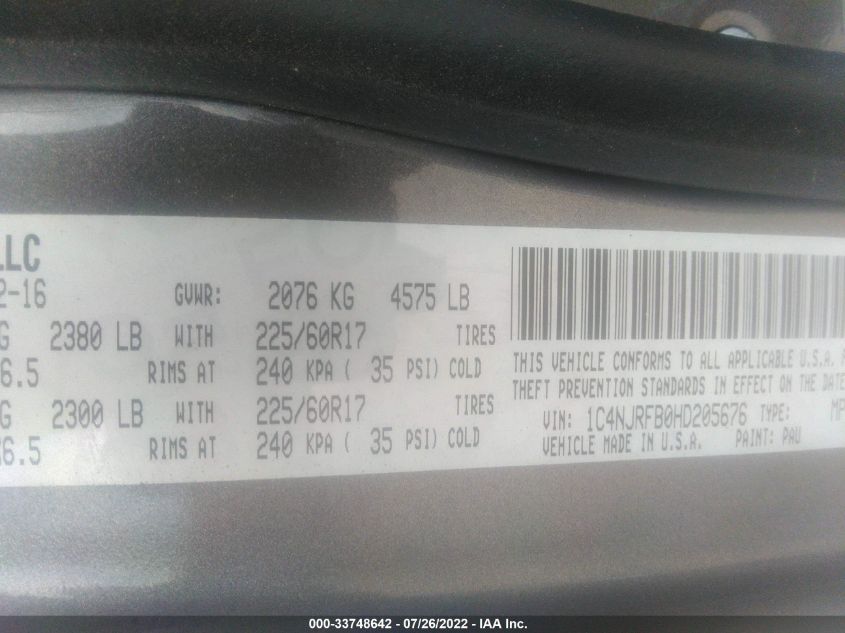 LLC
2-16 GVWR: 2076 KG 4575 LB
G 2380 LB WITH 225/60R17 TIRES
6.5 RIMS AT 240 KPA ( 35 PSI) COLD
G 2300 LB WITH 225/60R17 TIRES
6.5 RIMS AT 240 KPA ( 35 PSI) COLD
THIS VEHICLE CONFORMS TO ALL APPLICABLE U.S.A.
THEFT PREVENTION STANDARDS IN EFFECT ON THE DATE
VIN: 1C4NJRFB0HD205676 TYPE: MP
VEHICLE MADE IN U.S.A. PAINT: PAU
000-33748642 - 07/26/2022 - IAA Inc.